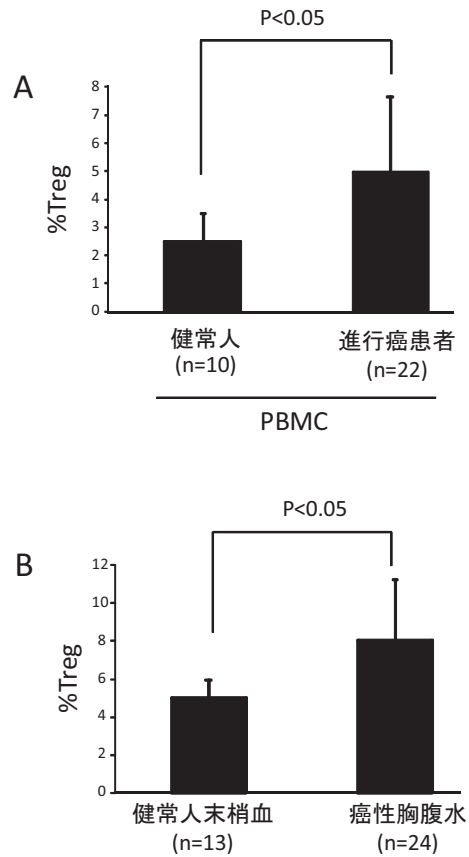 P<0.05
A
%Treg
8
7
6
5
4
3
2
1
0
健常人
(n=10)
進行癌患者
(n=22)
PBMC
P<0.05
B
%Treg
12
10
8
6
4
2
0
健常人末梢血
(n=13)
癌性胸腹水
(n=24)